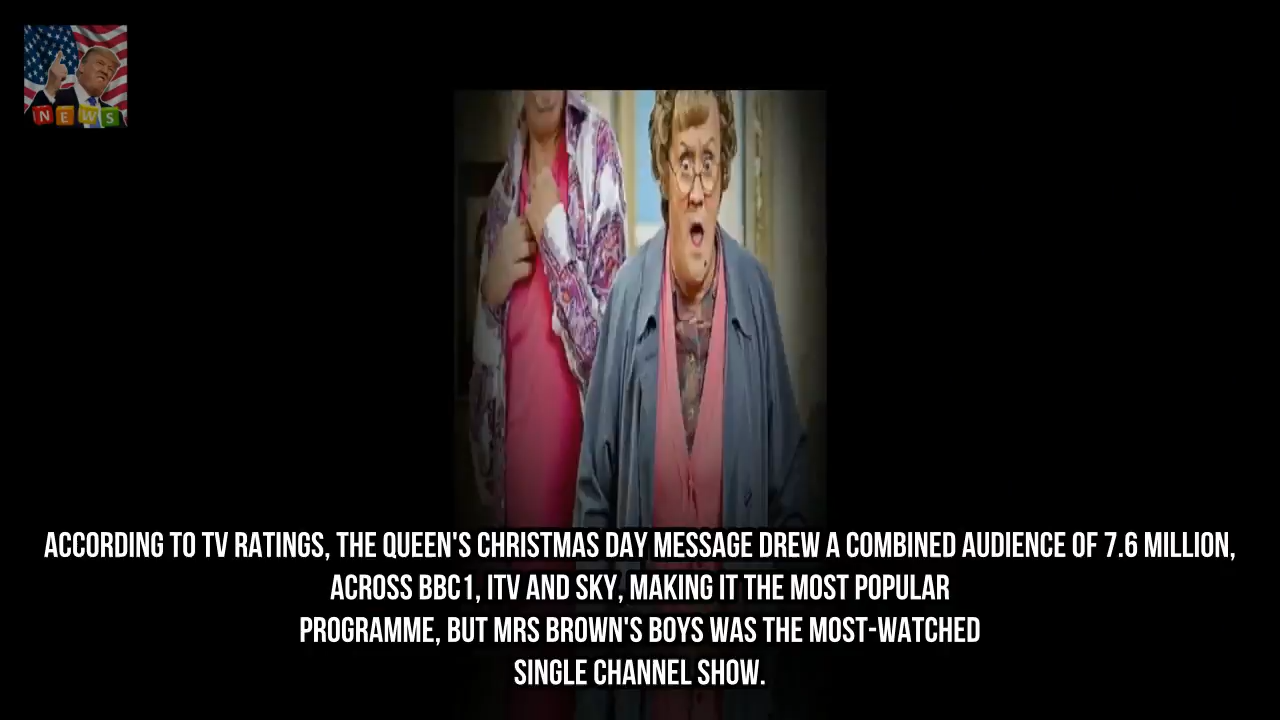 NEWS
ACCORDING TO TV RATINGS, THE QUEEN'S CHRISTMAS DAY MESSAGE DREW A COMBINED AUDIENCE OF 7.6 MILLION,
ACROSS BBC1, ITV AND SKY, MAKING IT THE MOST POPULAR
PROGRAMME, BUT MRS BROWN'S BOYS WAS THE MOST-WATCHED
SINGLE CHANNEL SHOW.